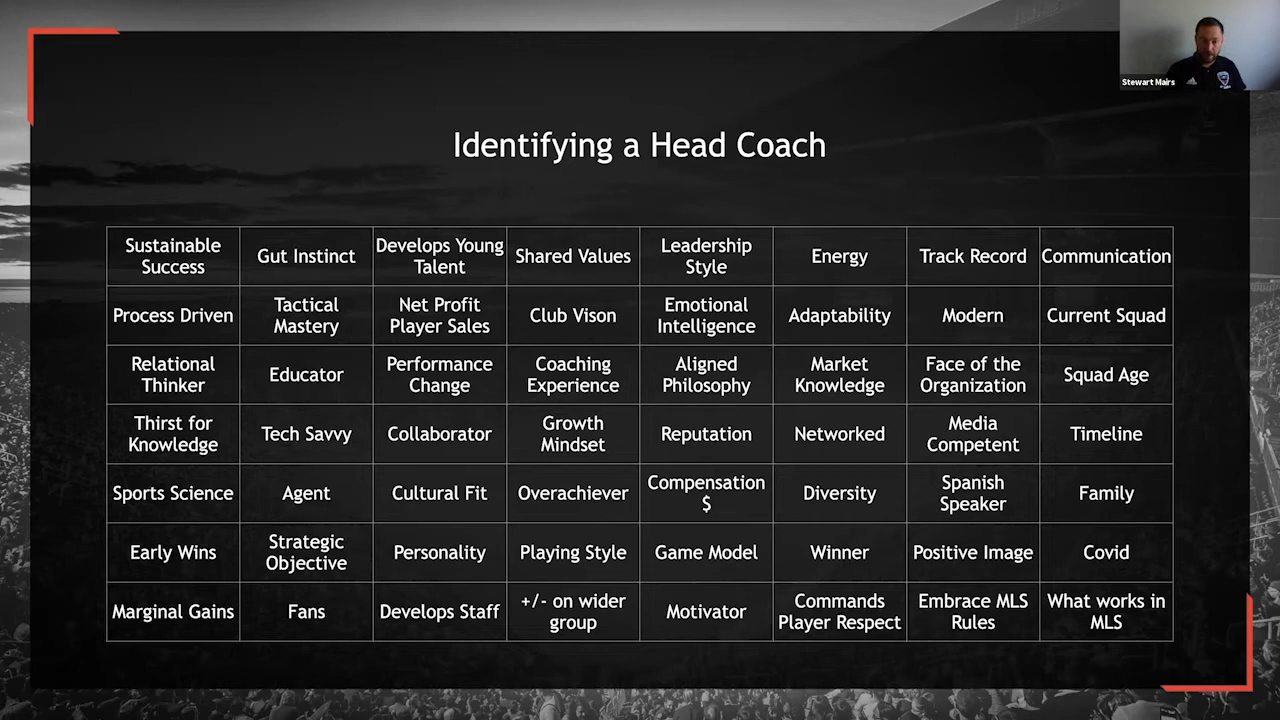 Stewart Mairs
Identifying a Head Coach
Sustainable
Success
Gut Instinct
Develops Young
Talent
Shared Values
Leadership
Style
Energy
Track Record
Communication
Process Driven
Tactical
Mastery
Net Profit
Player Sales
Club Vison
Emotional
Intelligence
Adaptability
Modern
Current Squad
Relational
Thinker
Educator
Performance
Change
Coaching
Experience
Aligned
Philosophy
Market
Knowledge
Face of the
Organization
Squad Age
Thirst for
Knowledge
Tech Savvy
Collaborator
Growth
Mindset
Reputation
Networked
Media
Competent
Timeline
Sports Science
Agent
Cultural Fit
Overachiever
Compensation
$
Diversity
Spanish
Speaker
Family
Early Wins
Strategic
Objective
Personality
Playing Style
Game Model
Winner
Positive Image
Covid
Marginal Gains
Fans
Develops Staff
+/- on wider
group
Motivator
Commands
Player Respect
Embrace MLS
Rules
What works in
MLS